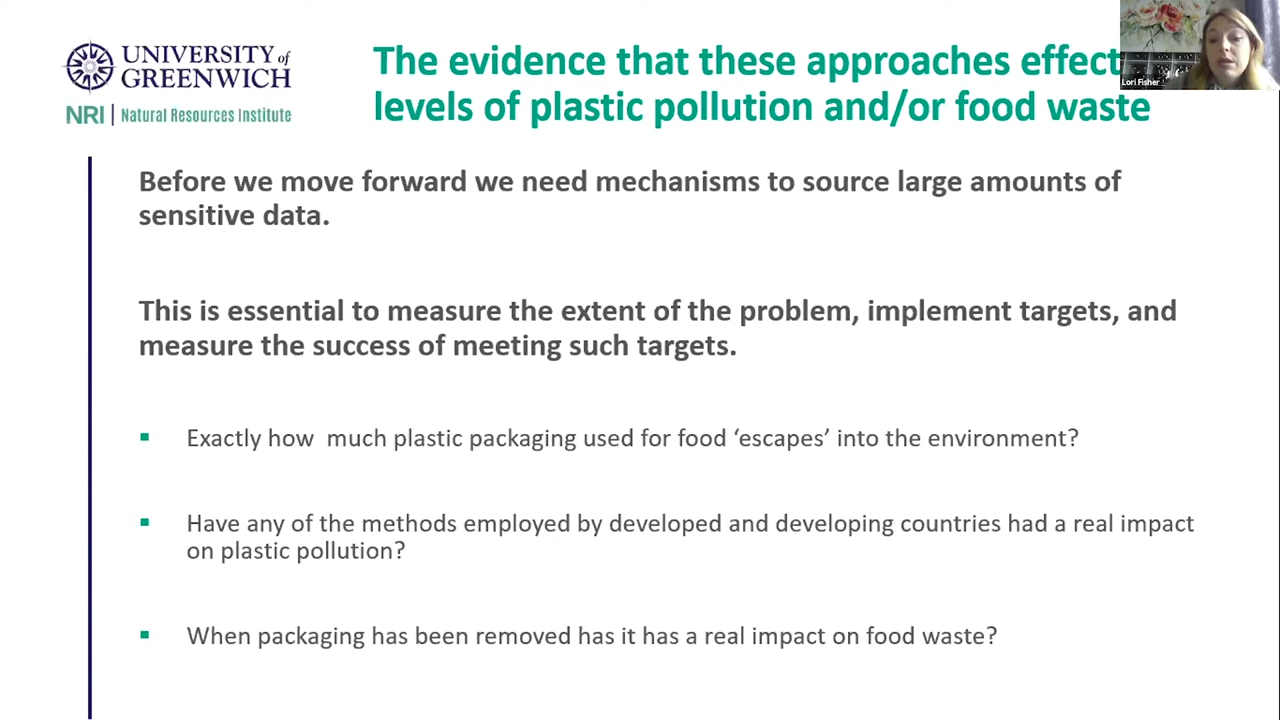 UNIVERSITY of
GREENWICH
NRI | Natural Resources Institute
The evidence that these approaches effect
levels of plastic pollution and/or food waste
Lori Fisher
Before we move forward we need mechanisms to source large amounts of
sensitive data.
This is essential to measure the extent of the problem, implement targets, and
measure the success of meeting such targets.
▪ Exactly how  much plastic packaging used for food ‘escapes’ into the environment?
▪ Have any of the methods employed by developed and developing countries had a real impact
on plastic pollution?
▪ When packaging has been removed has it has a real impact on food waste?